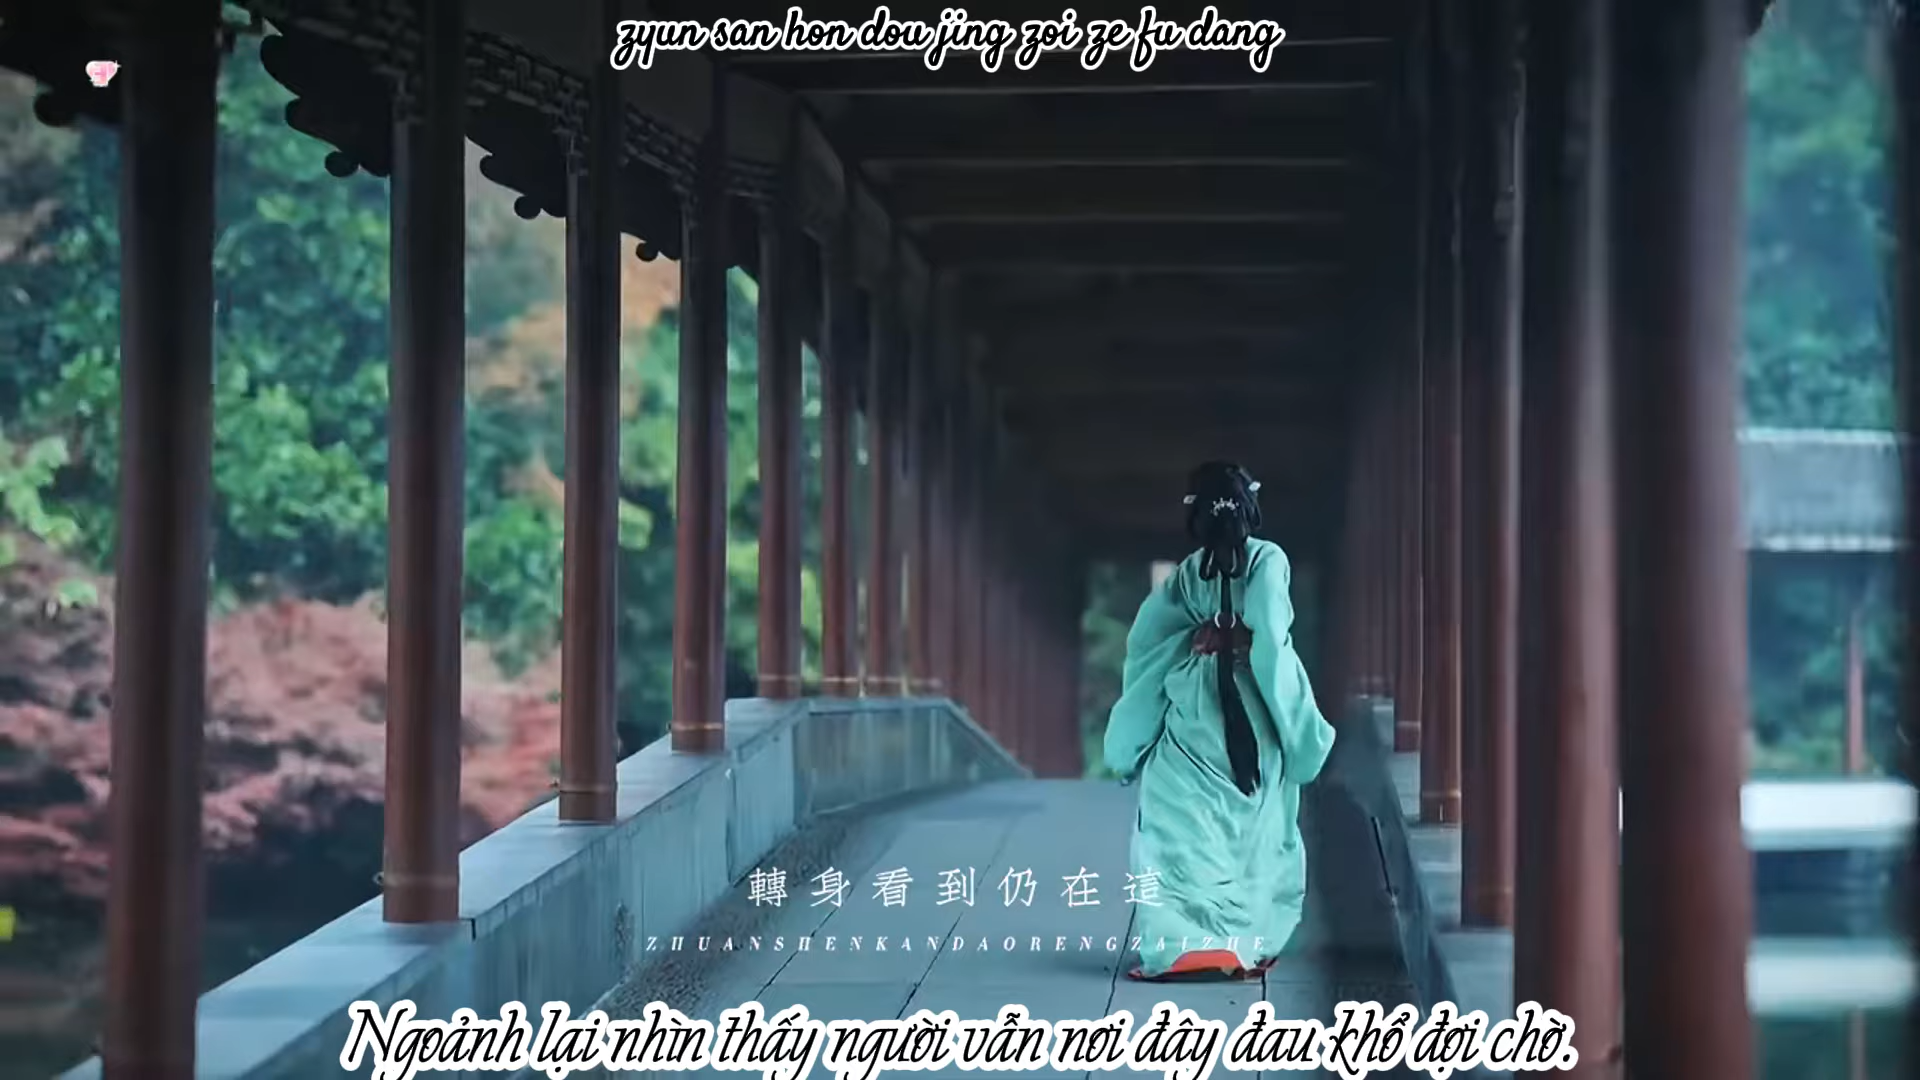 zyun san hon dou jing zoi ze fu dang
轉身看到仍在這
ZHUANSHENKANDAORENGZAIZHE
Ngoảnh lại nhìn thấy người vẫn nơi đây đau khổ đợi chờ.